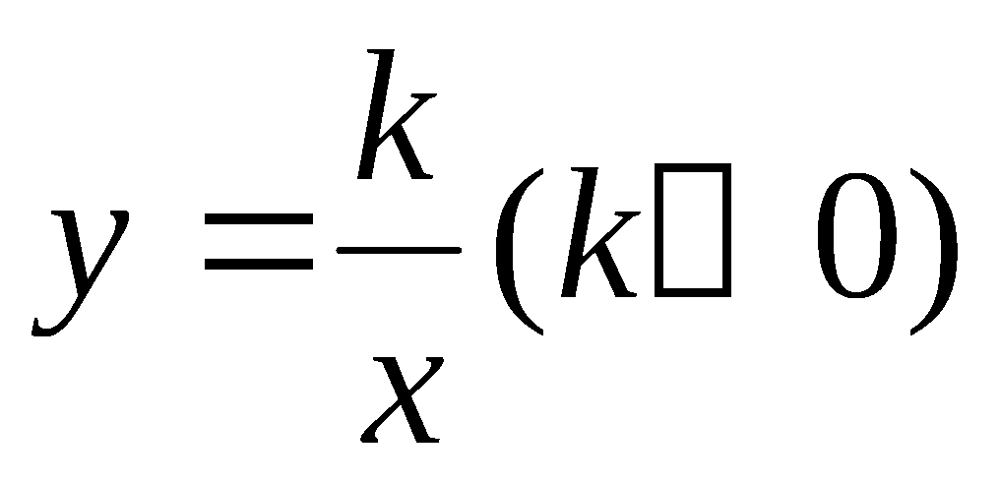 y = k/x (k□ 0)